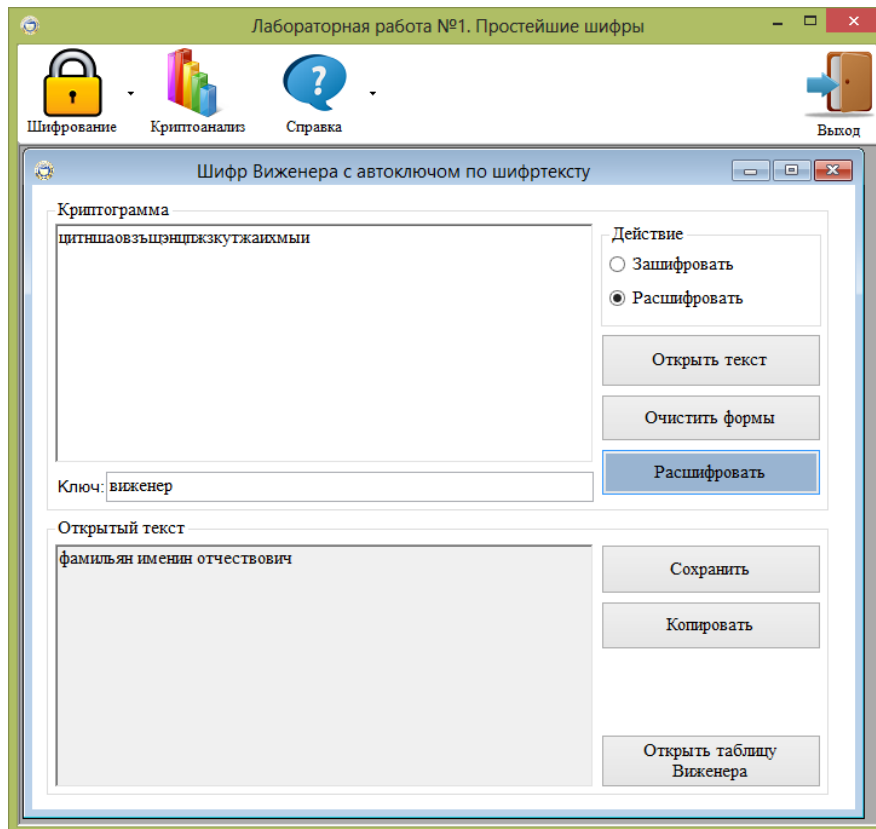 Лабораторная работа №1. Простейшие шифры
Шифрование
Криптоанализ
Справка
Выход
Шифр Виженера с автоключом по шифртексту
Криптограмма
цитншаовзъщэнцпжзкутжаихмыи
Действие
Зашифровать
Расшифровать
Открыть текст
Очистить формы
Расшифровать
Ключ: виженер
Открытый текст
фамильян именин отчествович
Сохранить
Копировать
Открыть таблицу
Виженера